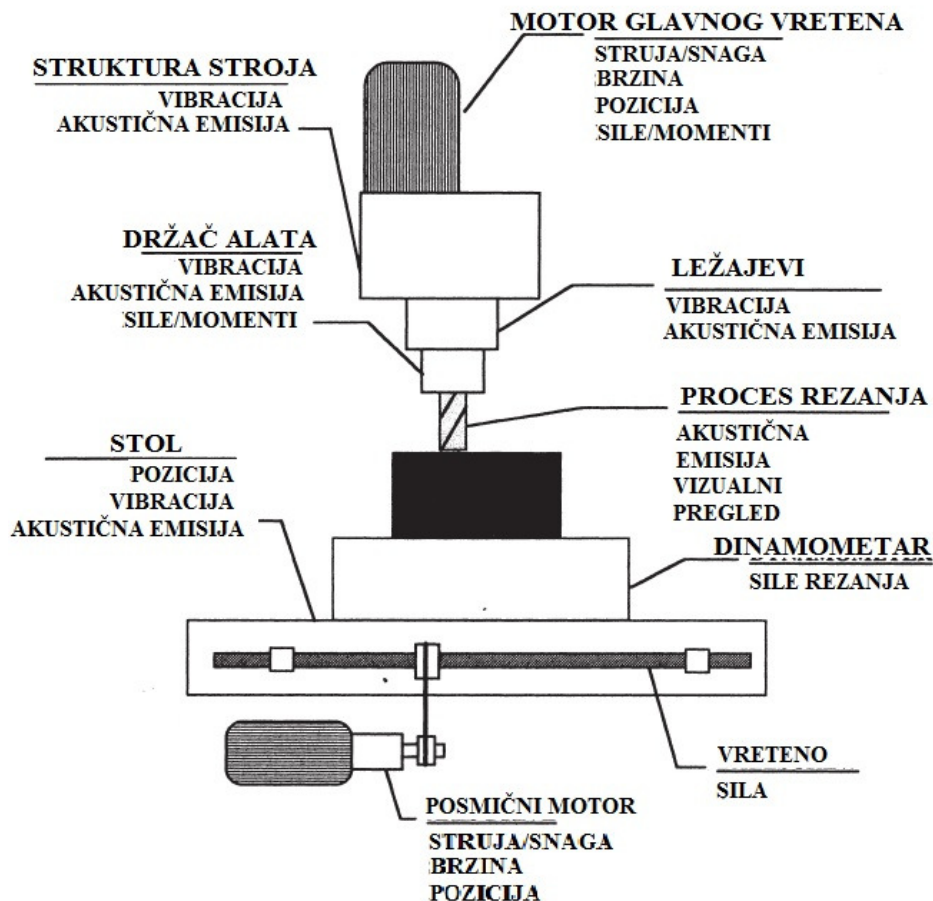 MOTOR GLAVNOG VRETENA
STRUJA/SNAGA
BRZINA
POZICIJA
SILE/MOMENTI
STRUKTURA STROJA
VIBRACIJA
AKUSTIČNA EMISIJA
DRŽAČ ALATA
VIBRACIJA
AKUSTIČNA EMISIJA
SILE/MOMENTI
LEŽAJEVI
VIBRACIJA
AKUSTIČNA EMISIJA
PROCES REZANJA
AKUSTIČNA
EMISIJA
VIZUALNI
PREGLED
STOL
POZICIJA
VIBRACIJA
AKUSTIČNA EMISIJA
DINAMOMETAR
SILE REZANJA
VRETENO
SILA
POSMIČNI MOTOR
STRUJA/SNAGA
BRZINA
POZICIJA